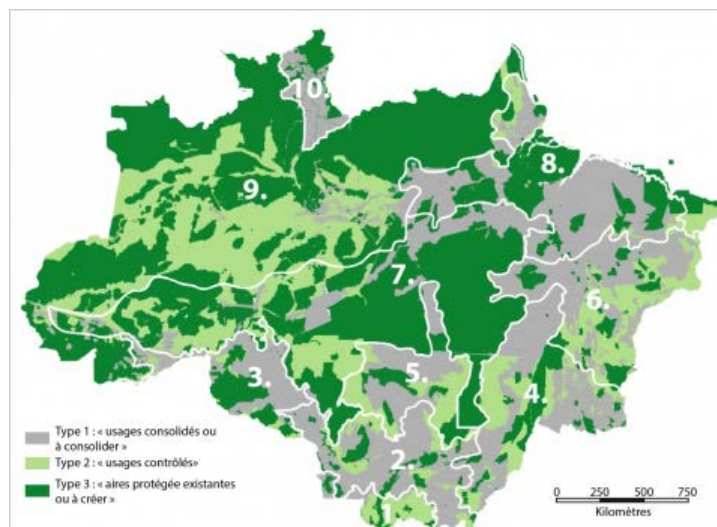 10.
8.
9.
7.
6.
5.
3.
4.
2.
1.
Type 1 : « usages consolidés ou
à consolider »
Type 2 : « usages contrôlés»
Type 3 : « aires protégée existantes
ou à créer »
0 250 500 750
Kilomètres